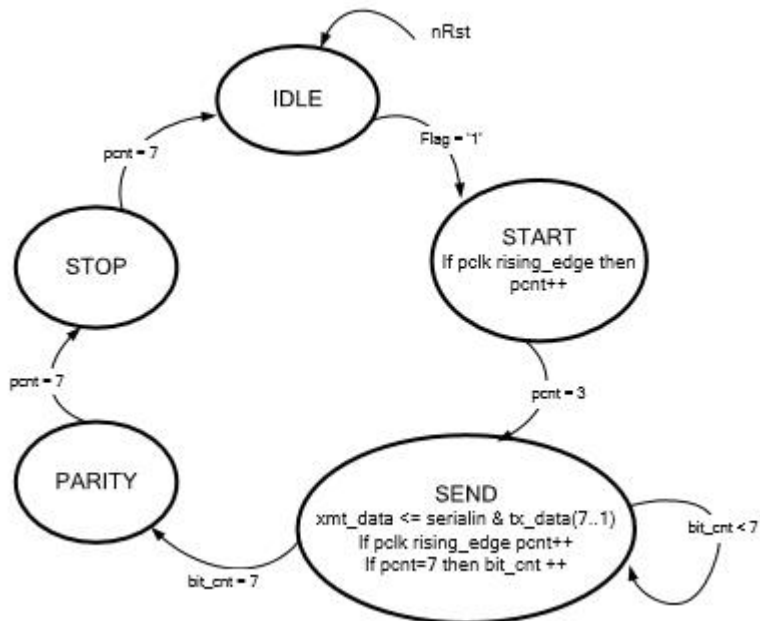 nRst
IDLE
Flag = '1'
pcnt = 7
START
If pclk rising_edge then
pcnt++
STOP
pcnt = 3
pcnt = 7
PARITY
SEND
xmt_data <= serialin & tx_data(7..1)
If pclk rising_edge pcnt++
If pcnt=7 then bit_cnt ++
bit_cnt < 7
bit_cnt = 7